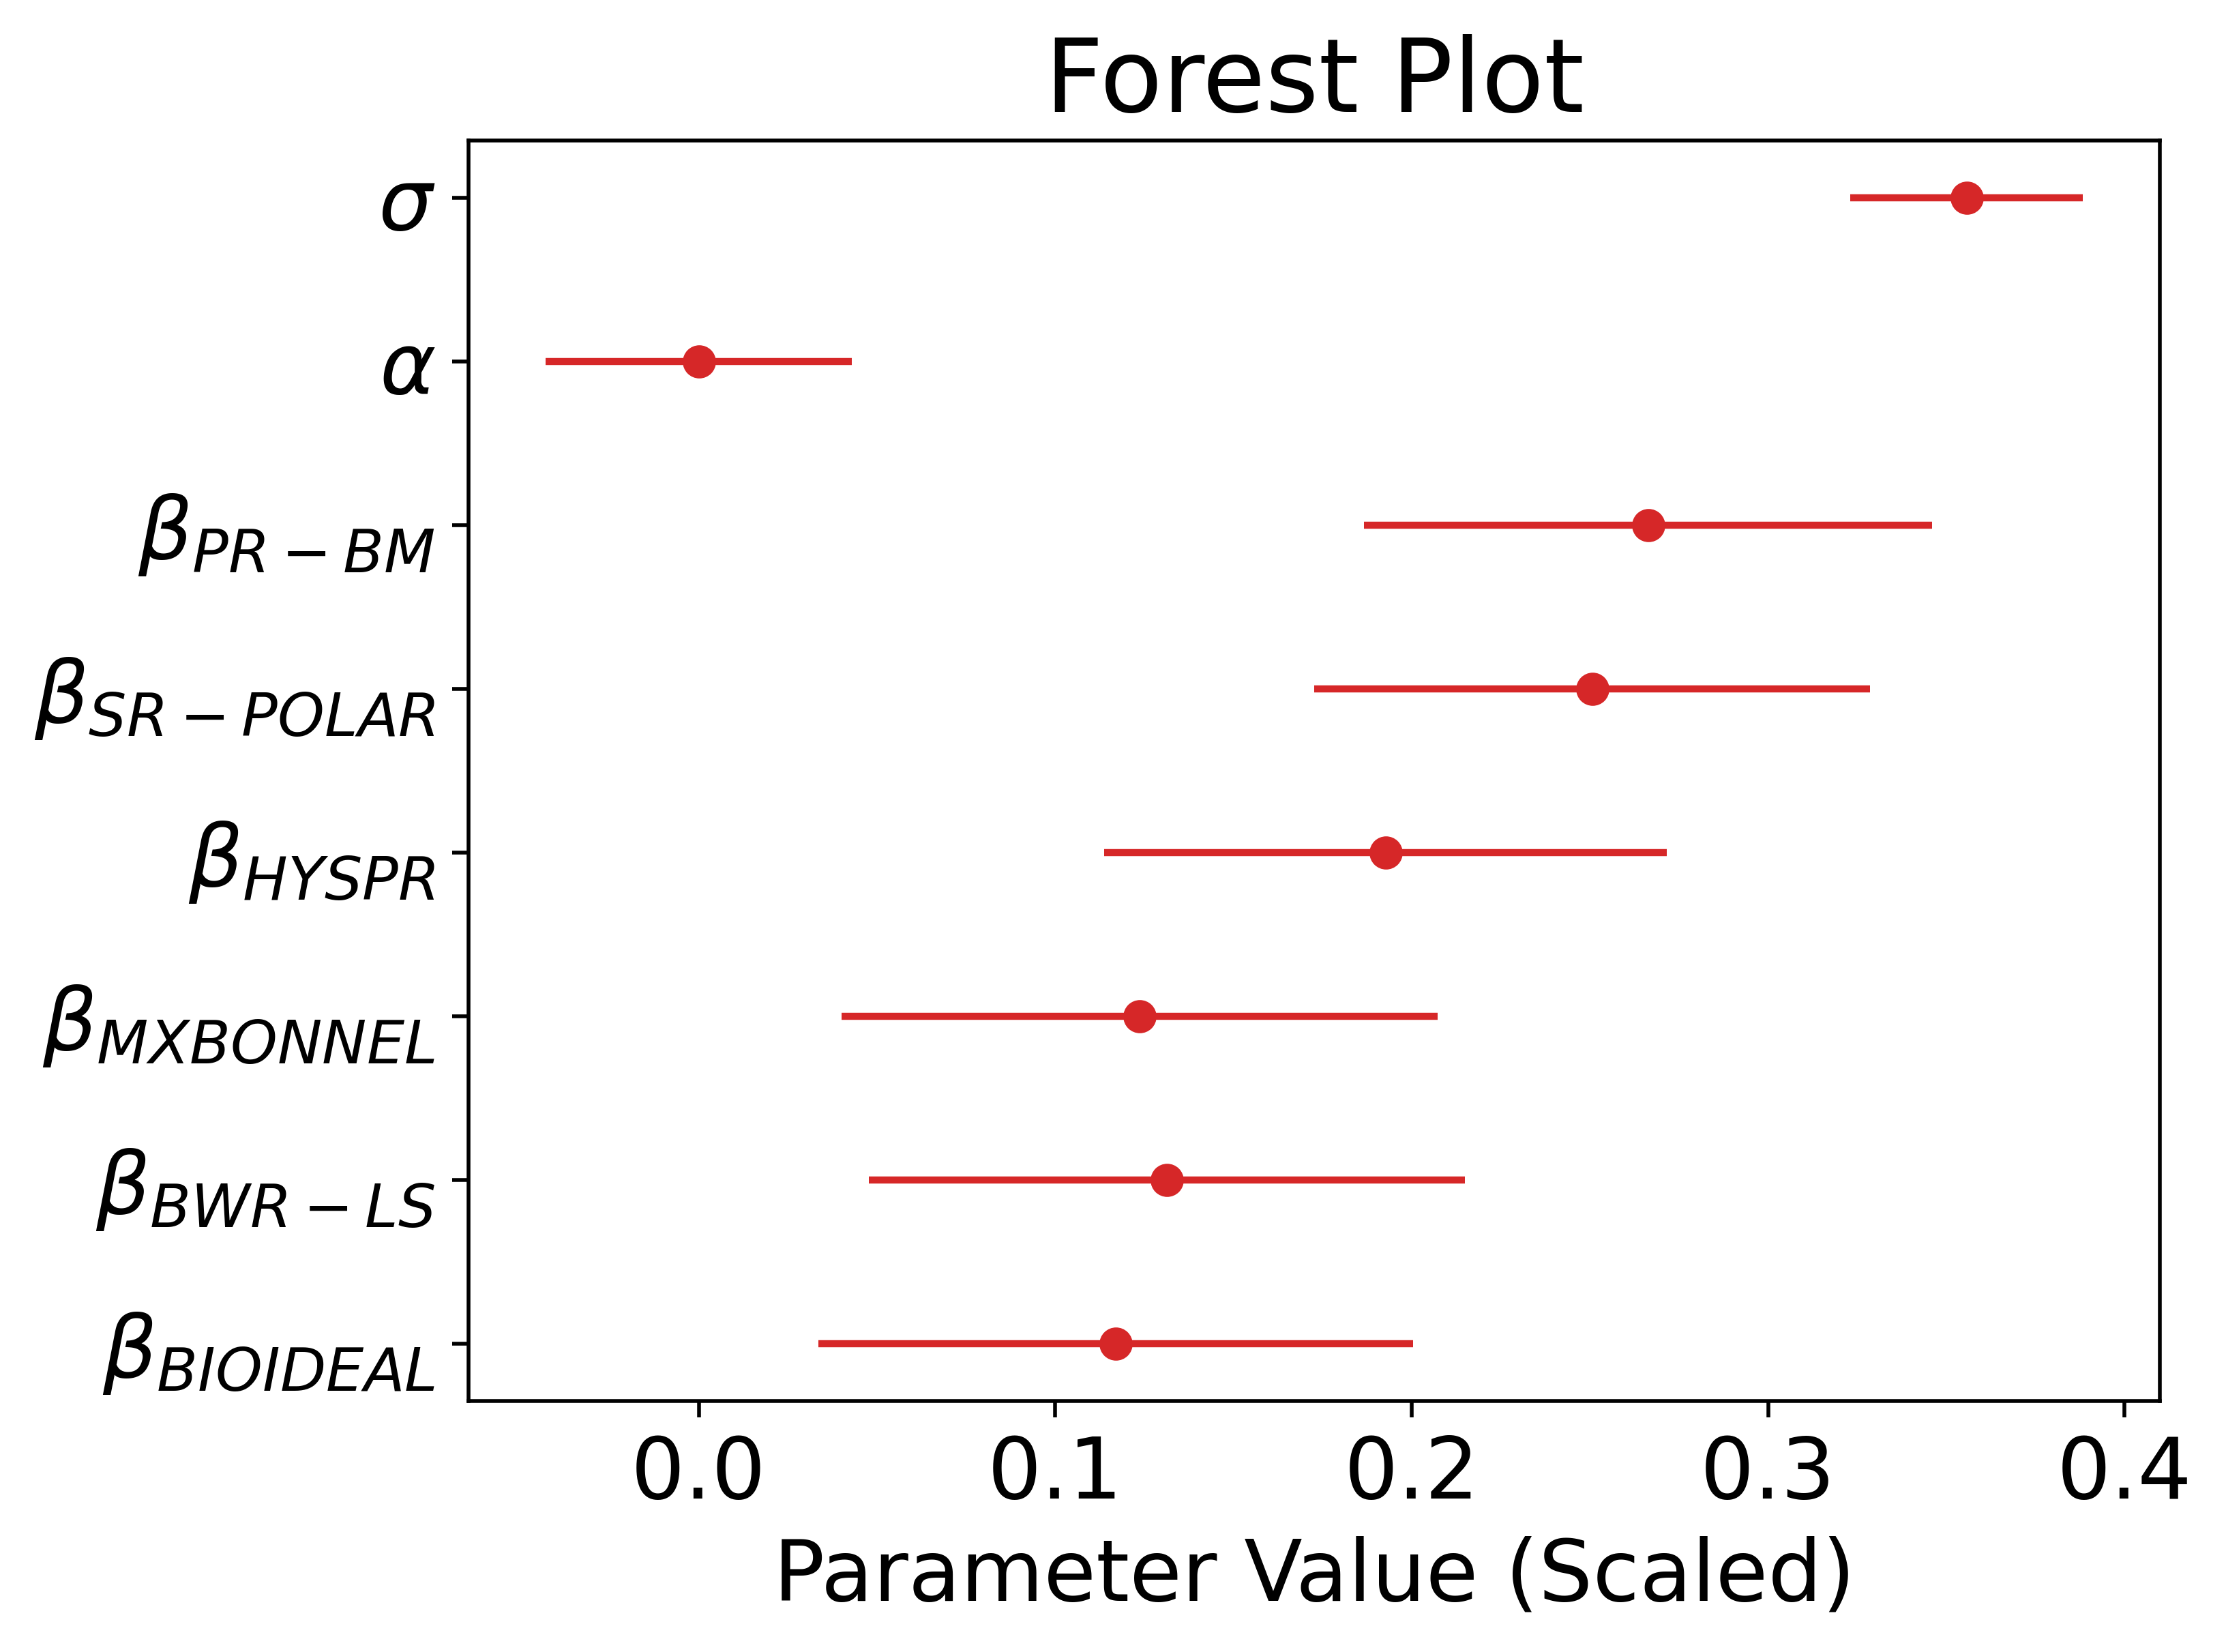 Forest Plot
σ
α
β_{PR−BM}
β_{SR−POLAR}
β_{HYSPR}
β_{MXBONNEL}
β_{BWR−LS}
β_{BIOIDEAL}
0.0 0.1 0.2 0.3 0.4
Parameter Value (Scaled)